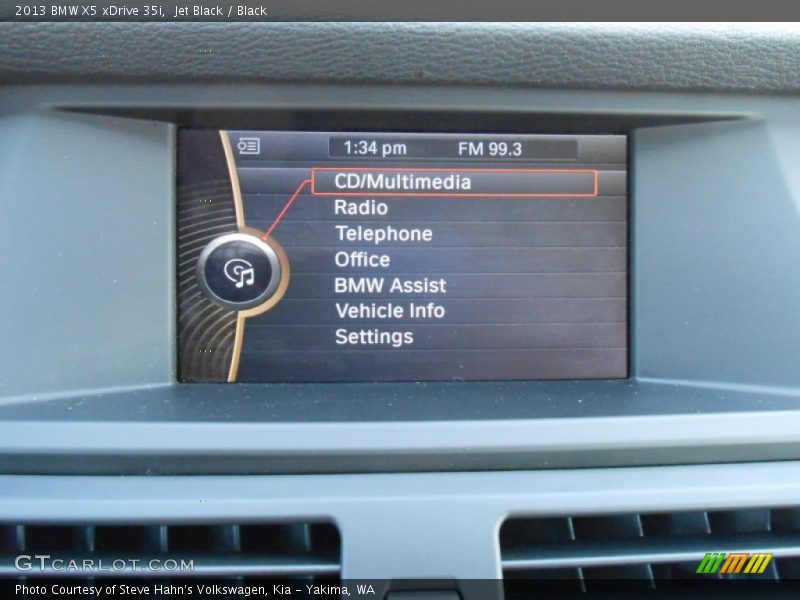 2013 BMW X5 xDrive 35i, Jet Black / Black
1:34 pm FM 99.3
CD/Multimedia
Radio
Telephone
Office
BMW Assist
Vehicle Info
Settings
GTCARLOT.COM
Photo Courtesy of Steve Hahn's Volkswagen, Kia - Yakima, WA